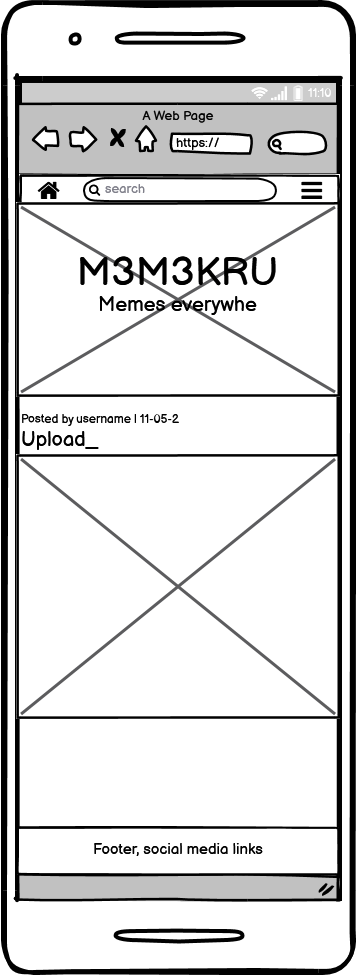 11:10
A Web Page
https://
search
M3M3KRU
Memes everywhe
Posted by username | 11-05-2
Upload_
Footer, social media links